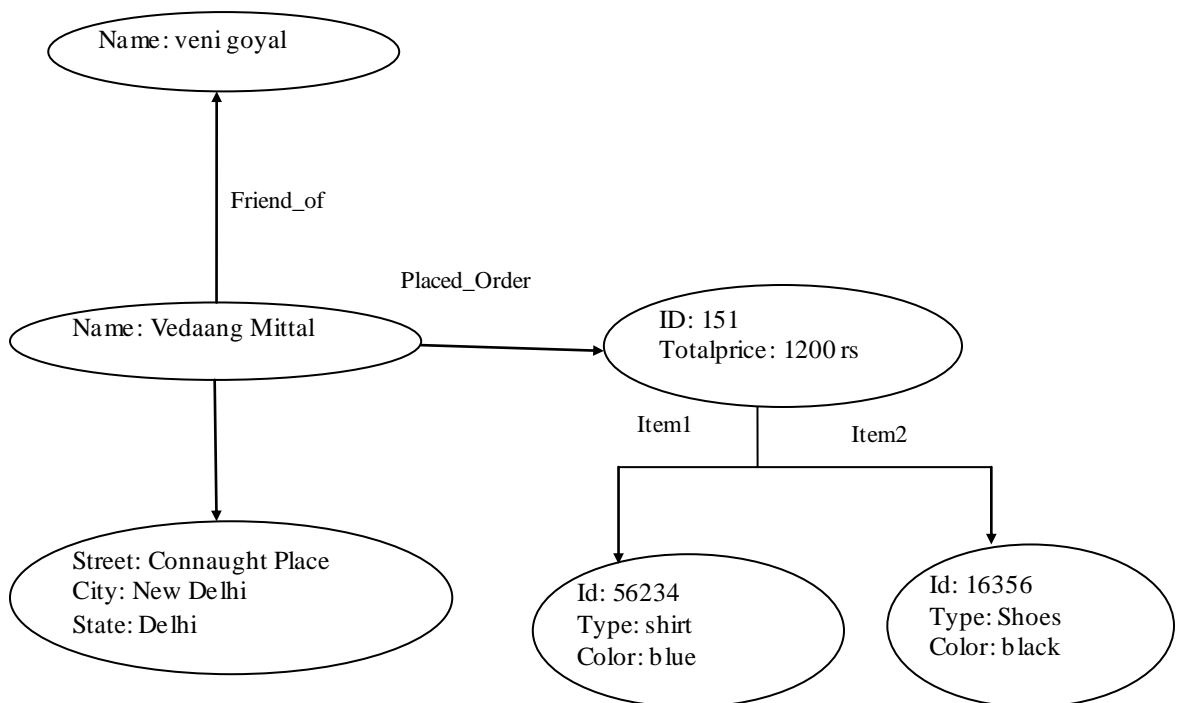 Name: veni goyal
Friend_of
Placed_Order
Name: Vedaang Mittal
ID: 151
Totalprice: 1200 rs
Item1
Item2
Street: Connaught Place
City: New Delhi
State: Delhi
Id: 56234
Type: shirt
Color: blue
Id: 16356
Type: Shoes
Color: black